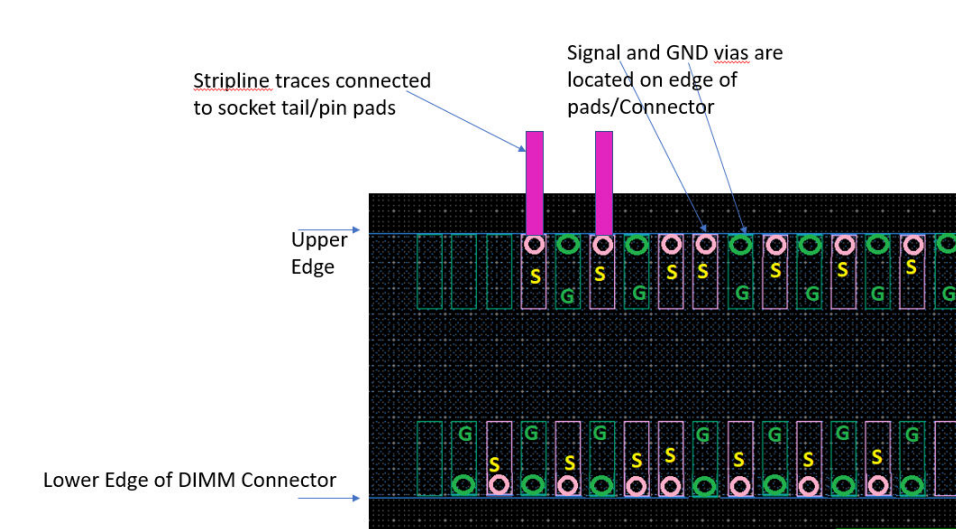 Signal and GND vias are
located on edge of
pads/Connector
Stripline traces connected
to socket tail/pin pads
Upper
Edge
S G S G S S G S G S G S G
G S G S G S S G S G S G S G
Lower Edge of DIMM Connector